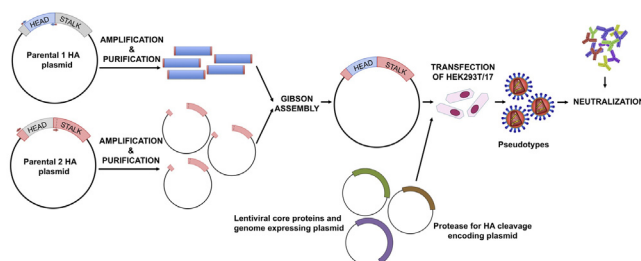 HEAD
STALK
Parental 1 HA
plasmid
AMPLIFICATION
&
PURIFICATION
HEAD
STALK
Parental 2 HA
plasmid
AMPLIFICATION
&
PURIFICATION
GIBSON
ASSEMBLY
HEAD
STALK
TRANSFECTION
OF HEK293T/17
Pseudotypes
NEUTRALIZATION
Lentiviral core proteins and
genome expressing plasmid
Protease for HA cleavage
encoding plasmid